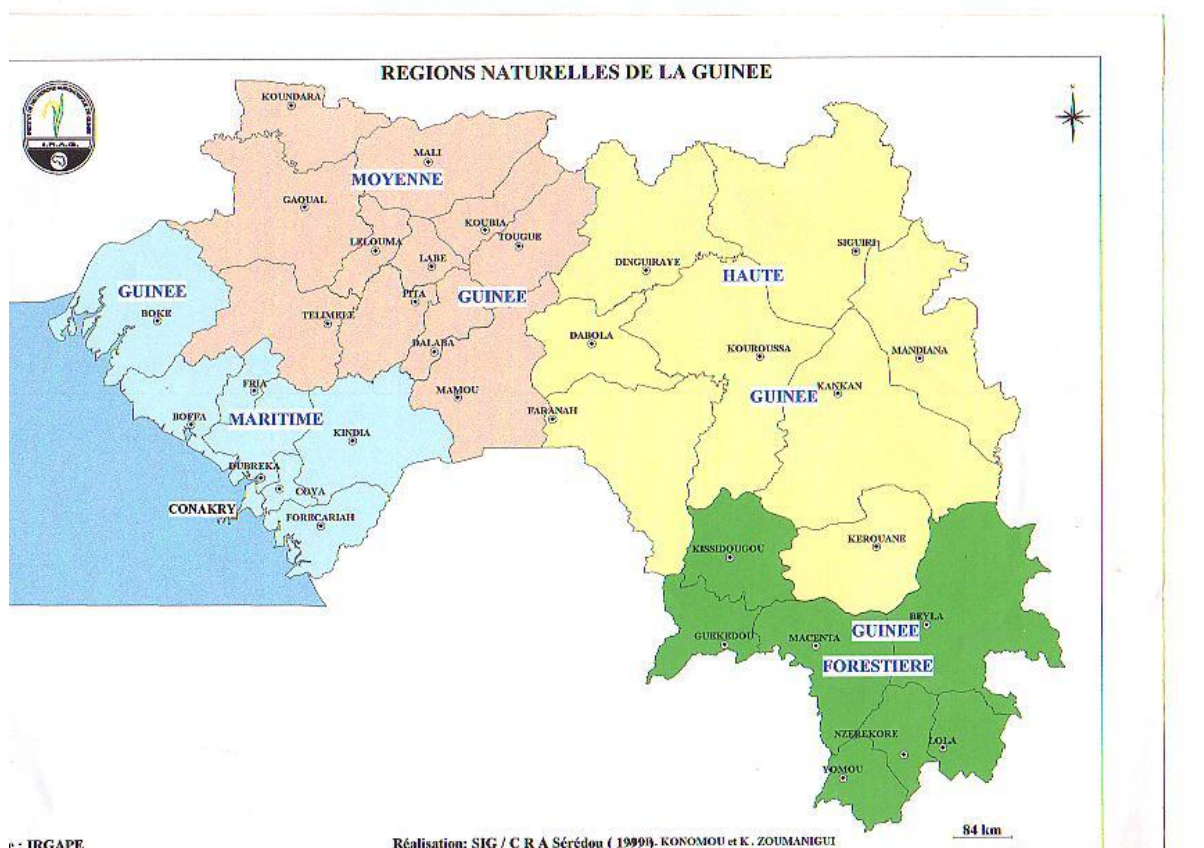 REGIONS NATURELLES DE LA GUINEE
I.R.A.G.
KOUNDARA
MALI
MOYENNE
GAOUAL
KOUBIA
TOUGUE
LELOUMA
LABE
PITA
GUINEE
TELIMELE
DALABA
MAMOU
GUINEE
BOKE
FRIA
MARITIME
BOFFA
KINDIA
DUBREKA
COYA
CONAKRY
FORECARIAH
SIGUIRI
DINGUIRAYE
HAUTE
DABOLA
KOUROUSSA
MANDIANA
KANKAN
GUINEE
FARANAH
KEROUANE
KISSIDOUGOU
BEYLA
GUINEE
GUEKEDOU
MACENTA
FORESTIERE
NZEREKORE
LOLA
YOMOU
84 km
e : IRGAPE
Réalisation: SIG / C R A Sérédou ( 1999). KONOMOU et K . ZOUMANIGUI